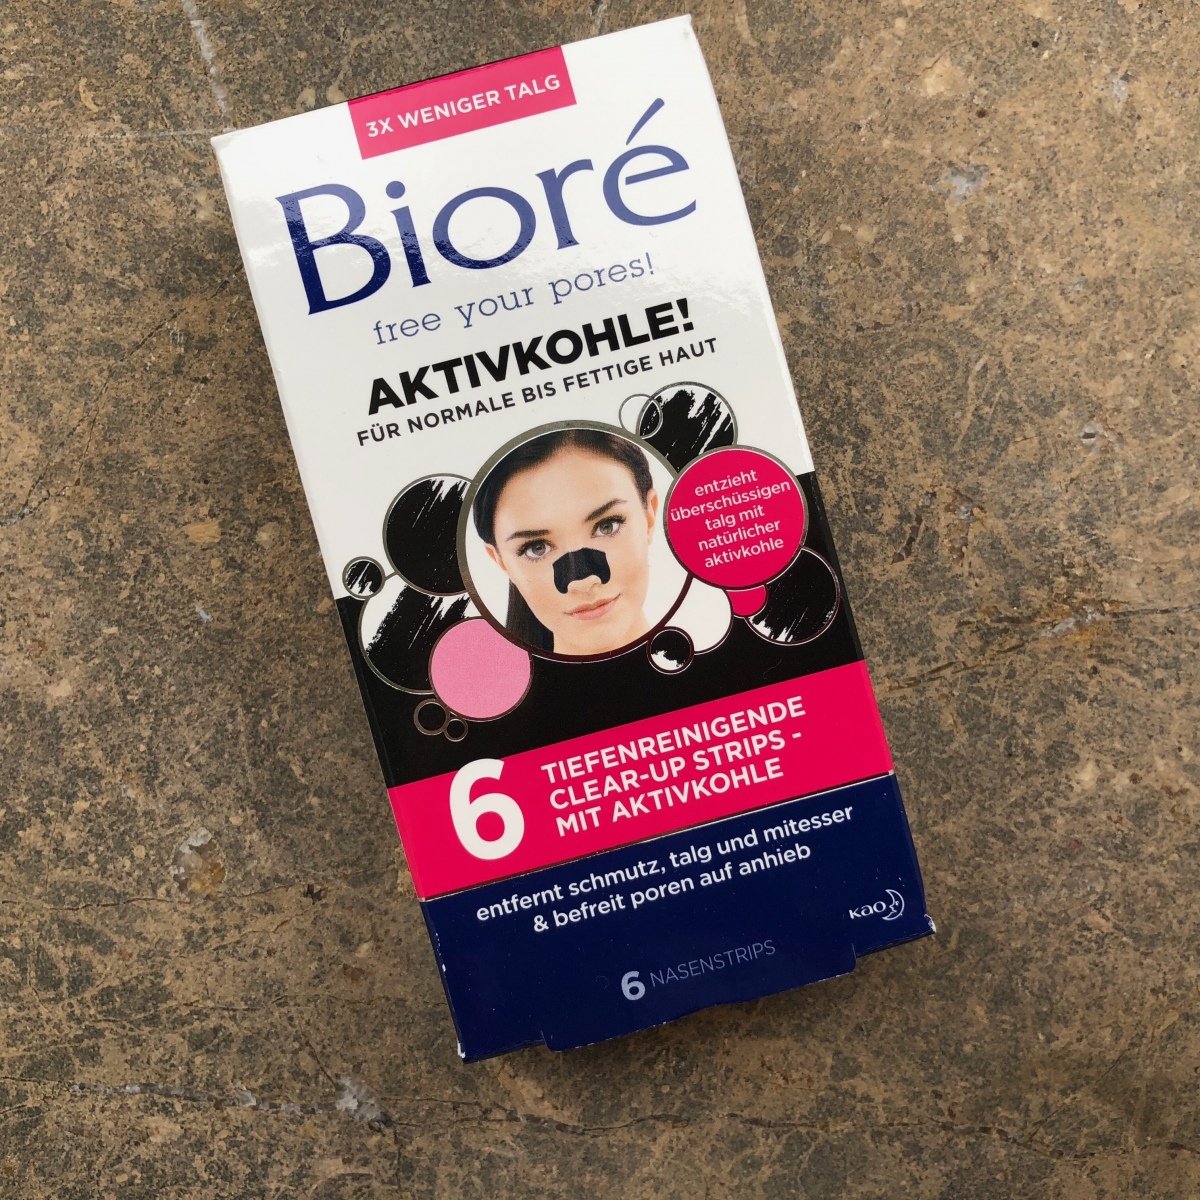 3X WENIGER TALG
Bioré
free your pores!
AKTIVKOHLE!
FÜR NORMALE BIS FETTIGE HAUT
entzieht
überschüssigen
talg mit
natürlicher
aktivkohle
6
TIEFENREINIGENDE
CLEAR-UP STRIPS -
MIT AKTIVKOHLE
entfernt schmutz, talg und mitesser
& befreit poren auf anhieb
Kao
6 NASENSTRIPS